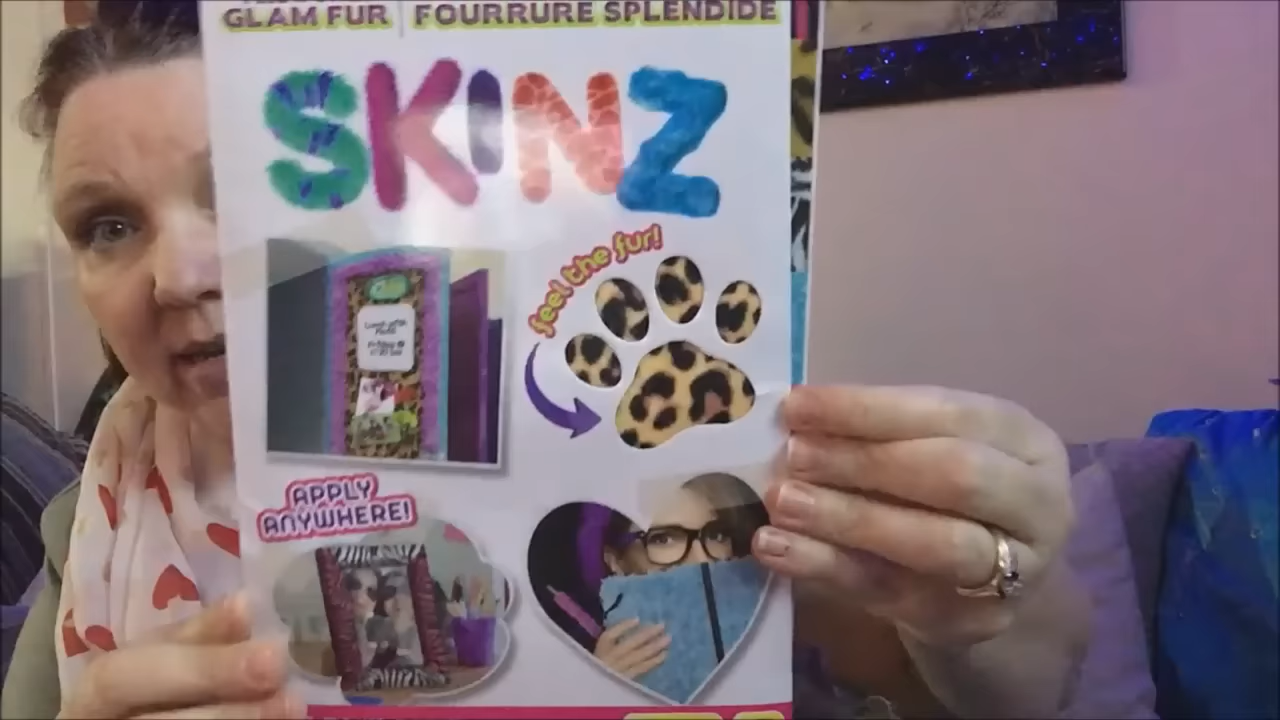 GLAM FUR | FOURRURE SPLENDIDE
SKINZ
feel the fur!
APPLY
ANYWHERE!